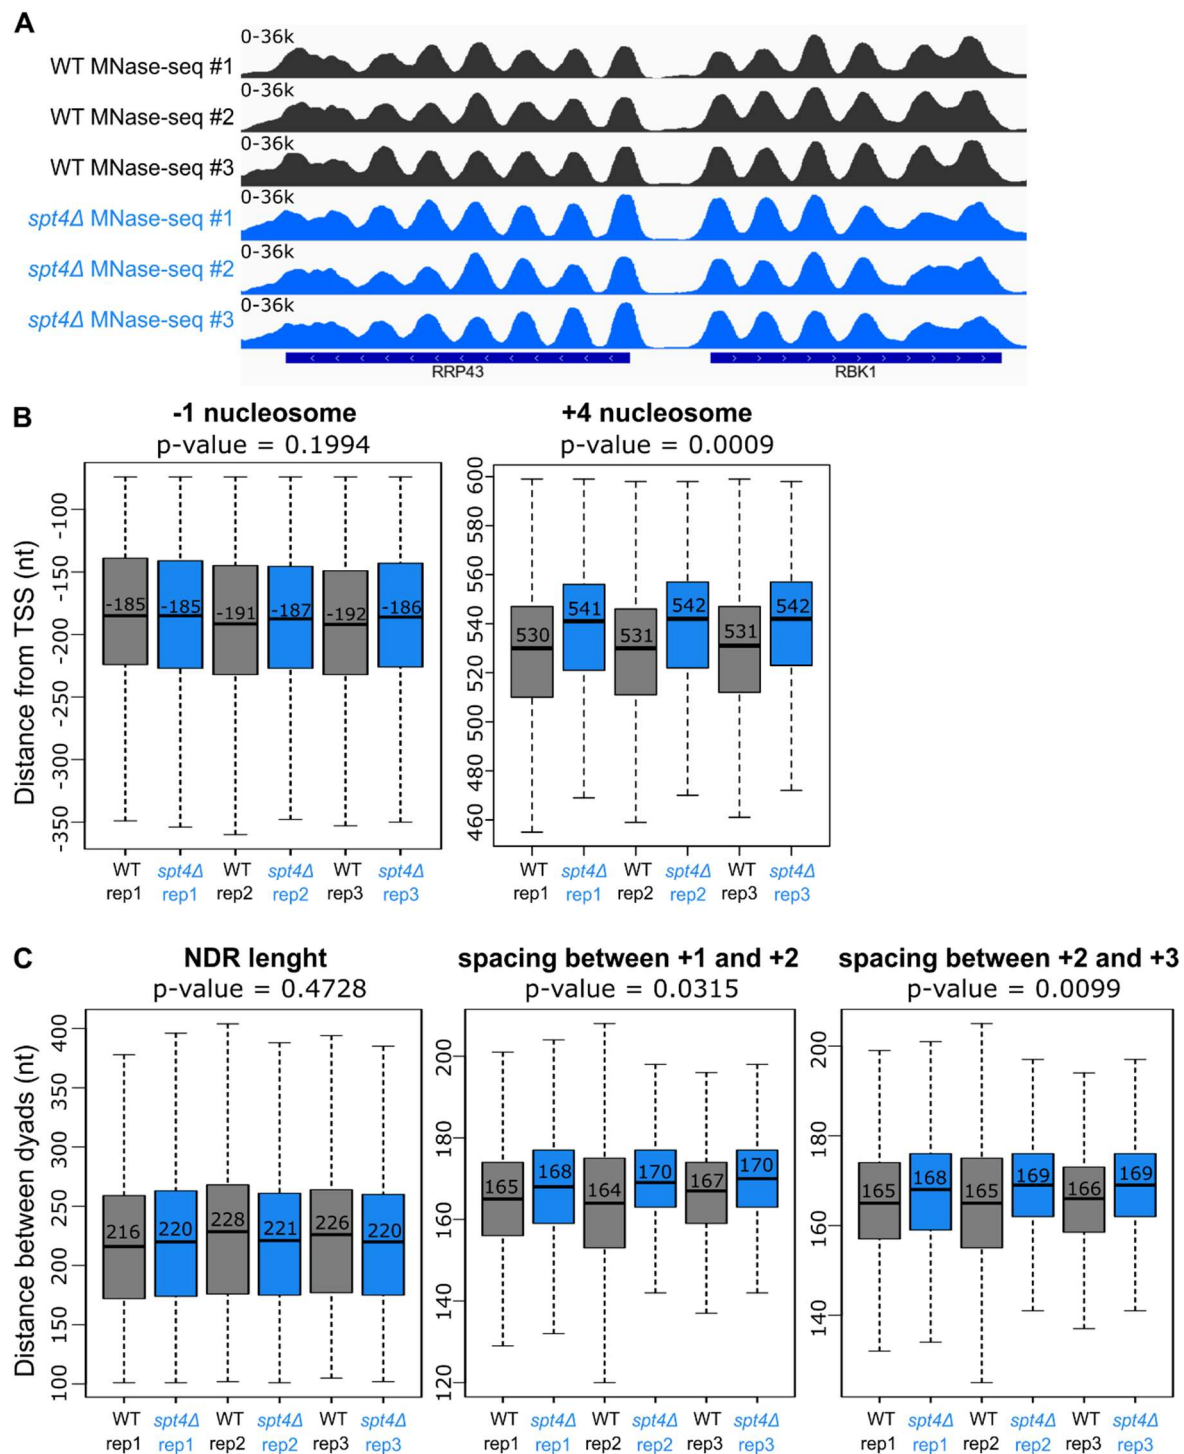 A
WT MNase-seq #1
0-36k
WT MNase-seq #2
0-36k
WT MNase-seq #3
0-36k
spt4Δ MNase-seq #1
0-36k
spt4Δ MNase-seq #2
0-36k
spt4Δ MNase-seq #3
0-36k
RRP43 RBK1
B
-1 nucleosome
p-value = 0.1994
Distance from TSS (nt)
-100
-150
-200
-250
-300
-350
-185 -185 -191 -187 -192 -186
WT spt4Δ WT spt4Δ WT spt4Δ
rep1 rep1 rep2 rep2 rep3 rep3
+4 nucleosome
p-value = 0.0009
600
580
560
540
520
500
480
460
530 541 531 542 531 542
WT spt4Δ WT spt4Δ WT spt4Δ
rep1 rep1 rep2 rep2 rep3 rep3
C
NDR lenght
p-value = 0.4728
Distance between dyads (nt)
400
350
300
250
200
150
100
216 220 228 221 226 220
WT spt4Δ WT spt4Δ WT spt4Δ
rep1 rep1 rep2 rep2 rep3 rep3
spacing between +1 and +2
p-value = 0.0315
200
180
160
140
120
165 168 164 170 167 170
WT spt4Δ WT spt4Δ WT spt4Δ
rep1 rep1 rep2 rep2 rep3 rep3
spacing between +2 and +3
p-value = 0.0099
200
180
160
140
165 168 165 169 166 169
WT spt4Δ WT spt4Δ WT spt4Δ
rep1 rep1 rep2 rep2 rep3 rep3